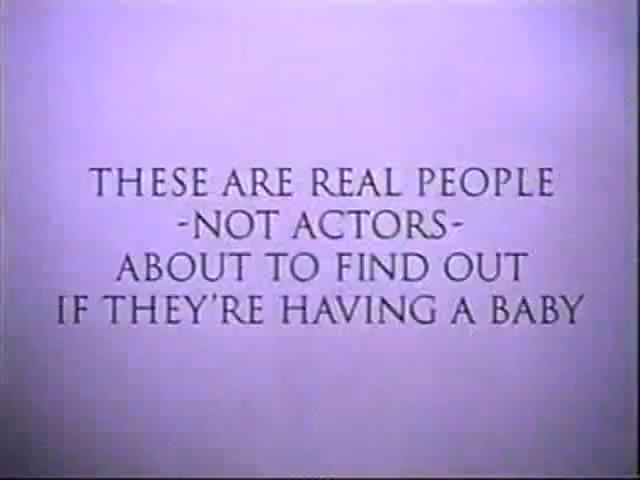 THESE ARE REAL PEOPLE
-NOT ACTORS-
ABOUT TO FIND OUT
IF THEY'RE HAVING A BABY